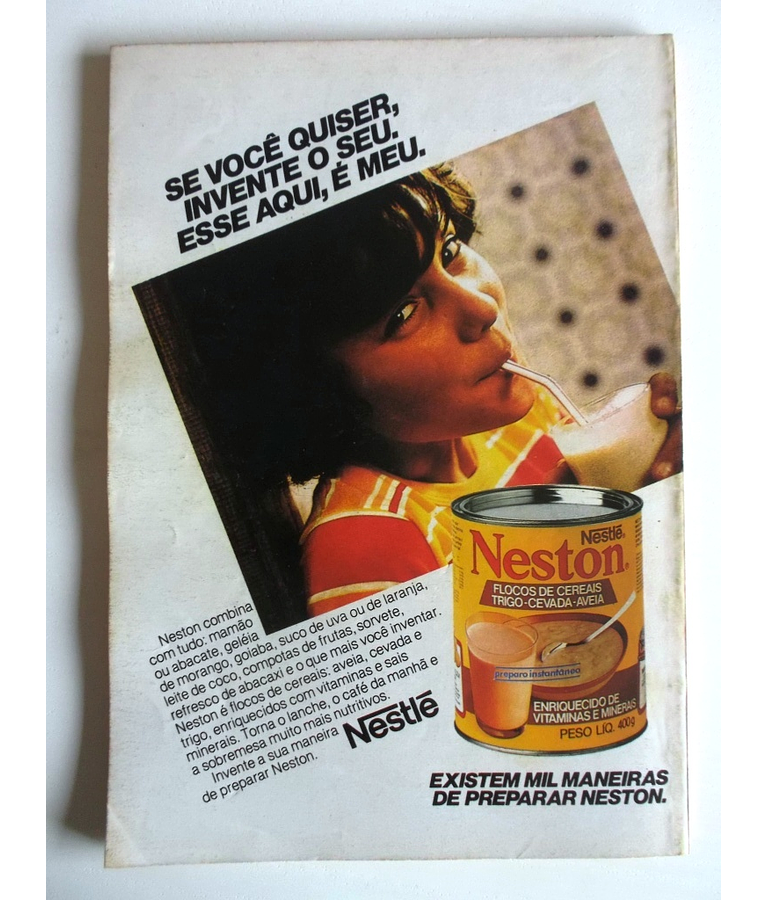 SE VOCÊ QUISER,
INVENTE O SEU.
ESSE AQUI, É MEU.
Neston combina
com tudo: mamão
ou abacate, geléia
de morango, goiaba, suco de uva ou de laranja,
leite de coco, compotas de frutas, sorvete,
refresco de abacaxi e o que mais você inventar.
Neston é flocos de cereais: aveia, cevada e
trigo, enriquecidos com vitaminas e sais
minerais. Torna o lanche, o café da manhã e
a sobremesa muito mais nutritivos.
Invente a sua maneira
de preparar Neston.
Nestlé
Nestlé®
Neston®
FLOCOS DE CEREAIS
TRIGO-CEVADA-AVEIA
preparo instantâneo
ENRIQUECIDO DE
VITAMINAS E MINERAIS
PESO LÍQ. 400g
EXISTEM MIL MANEIRAS
DE PREPARAR NESTON.